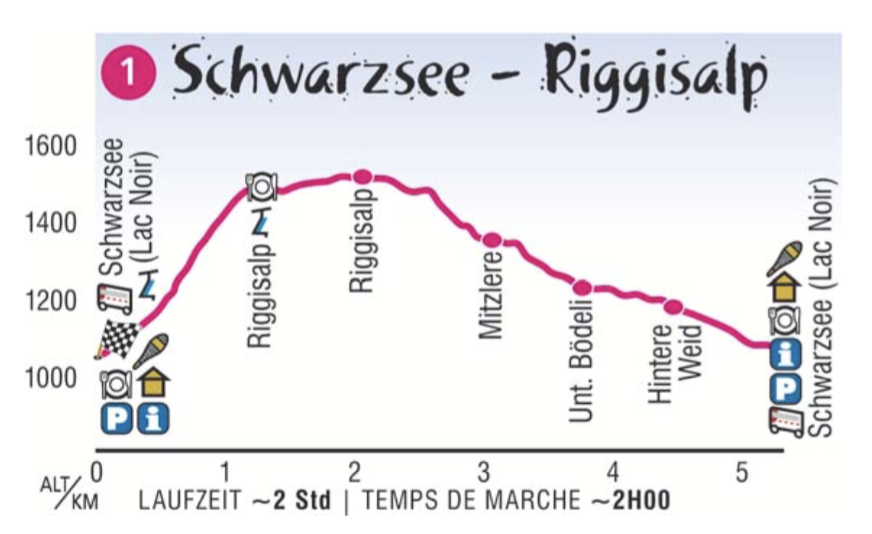 1 Schwarzsee – Riggisalp
1600
1400
1200
1000
Schwarzsee
(Lac Noir)
P i
Riggisalp
Riggisalp
Mitzlere
Unt. Bödeli
Hintere
Weid
Schwarzsee (Lac Noir)
i
P
0 1 2 3 4 5
ALT/KM
LAUFZEIT ~2 Std | TEMPS DE MARCHE ~2H00